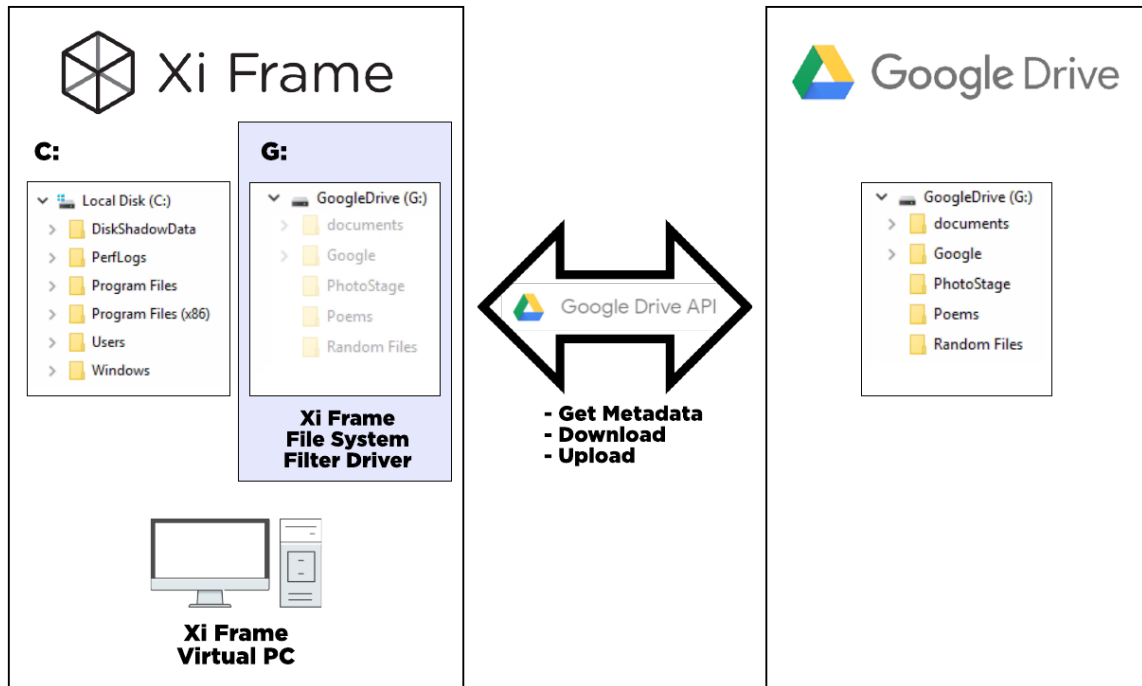 Xi Frame
C:
Local Disk (C:)
DiskShadowData
PerfLogs
Program Files
Program Files (x86)
Users
Windows
G:
GoogleDrive (G:)
documents
Google
PhotoStage
Poems
Random Files
Xi Frame
File System
Filter Driver
Xi Frame
Virtual PC
Google Drive API
- Get Metadata
- Download
- Upload
Google Drive
GoogleDrive (G:)
documents
Google
PhotoStage
Poems
Random Files